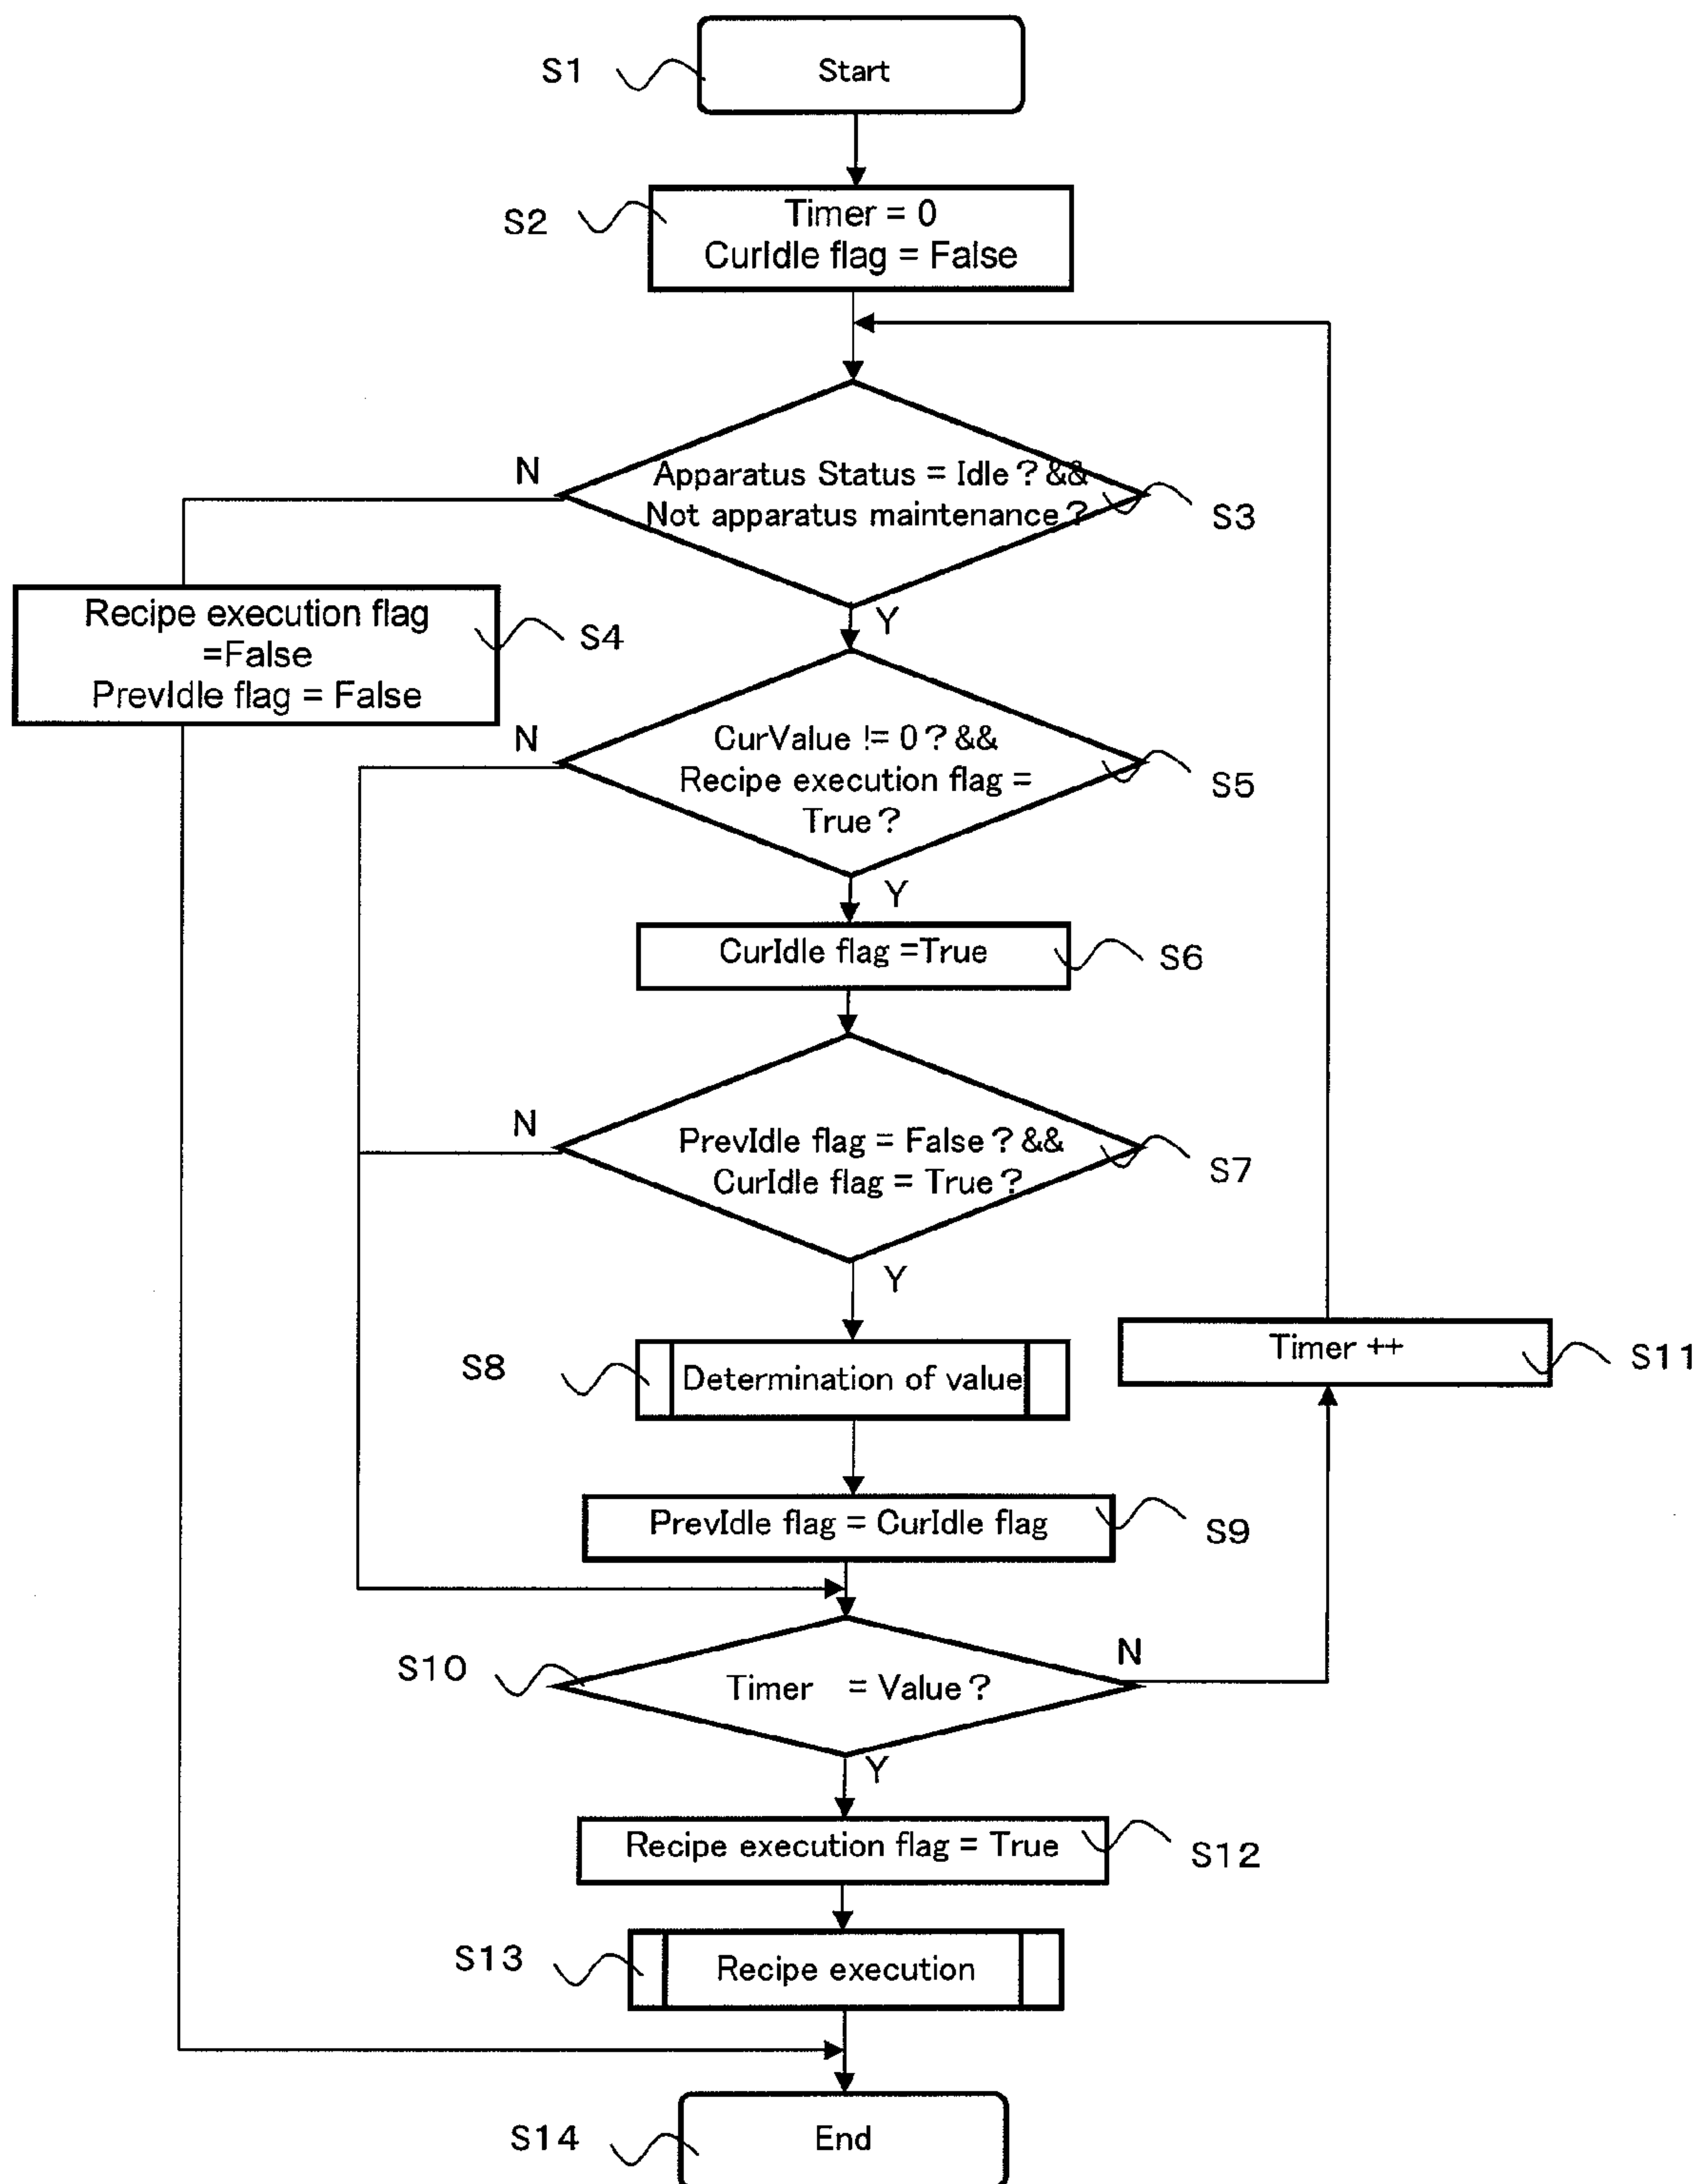 S1
Start
S2
Timer = 0
CurIdle flag = False
N
Apparatus Status = Idle ? &&
Not apparatus maintenance ?
S3
Y
Recipe execution flag
=False
PrevIdle flag = False
S4
N
CurValue != 0 ? &&
Recipe execution flag =
True ?
S5
Y
CurIdle flag =True
S6
N
PrevIdle flag = False ? &&
CurIdle flag = True ?
S7
Y
S8
Determination of value
Timer ++
S11
PrevIdle flag = CurIdle flag
S9
S10
Timer = Value ?
N
Y
Recipe execution flag = True
S12
S13
Recipe execution
S14
End